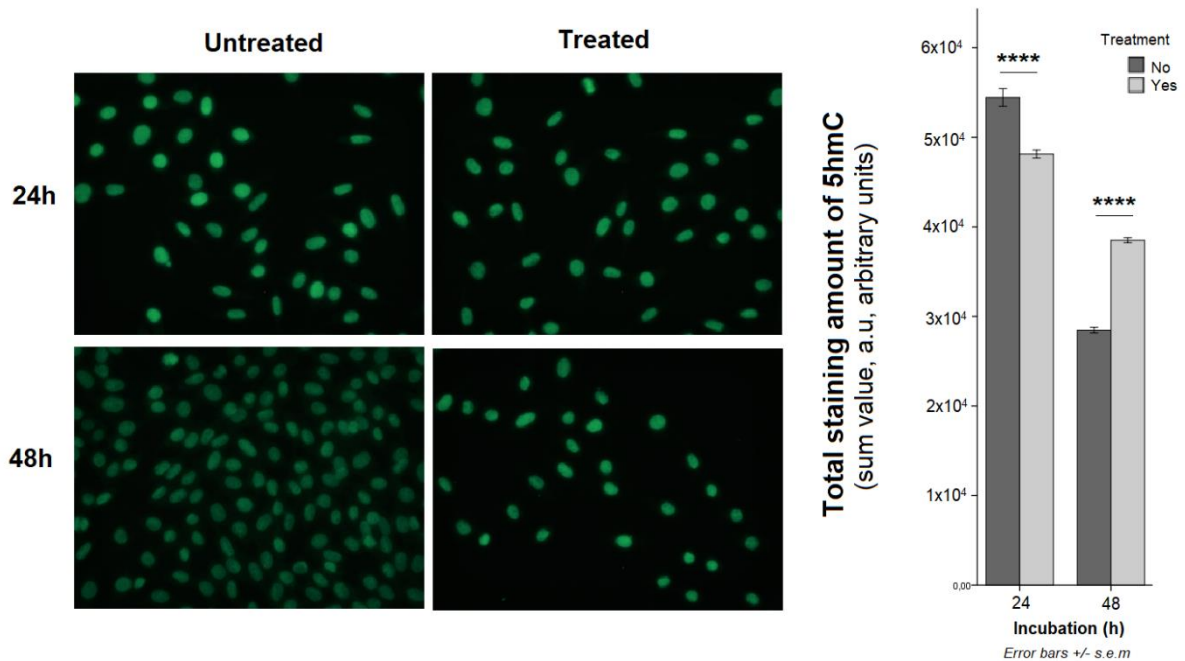 Untreated
Treated
24h
48h
Total staining amount of 5hmC
(sum value, a.u, arbitrary units)
6x10⁴
5x10⁴
4x10⁴
3x10⁴
2x10⁴
1x10⁴
0,00
****
****
Treatment
No
Yes
24
48
Incubation (h)
Error bars +/- s.e.m